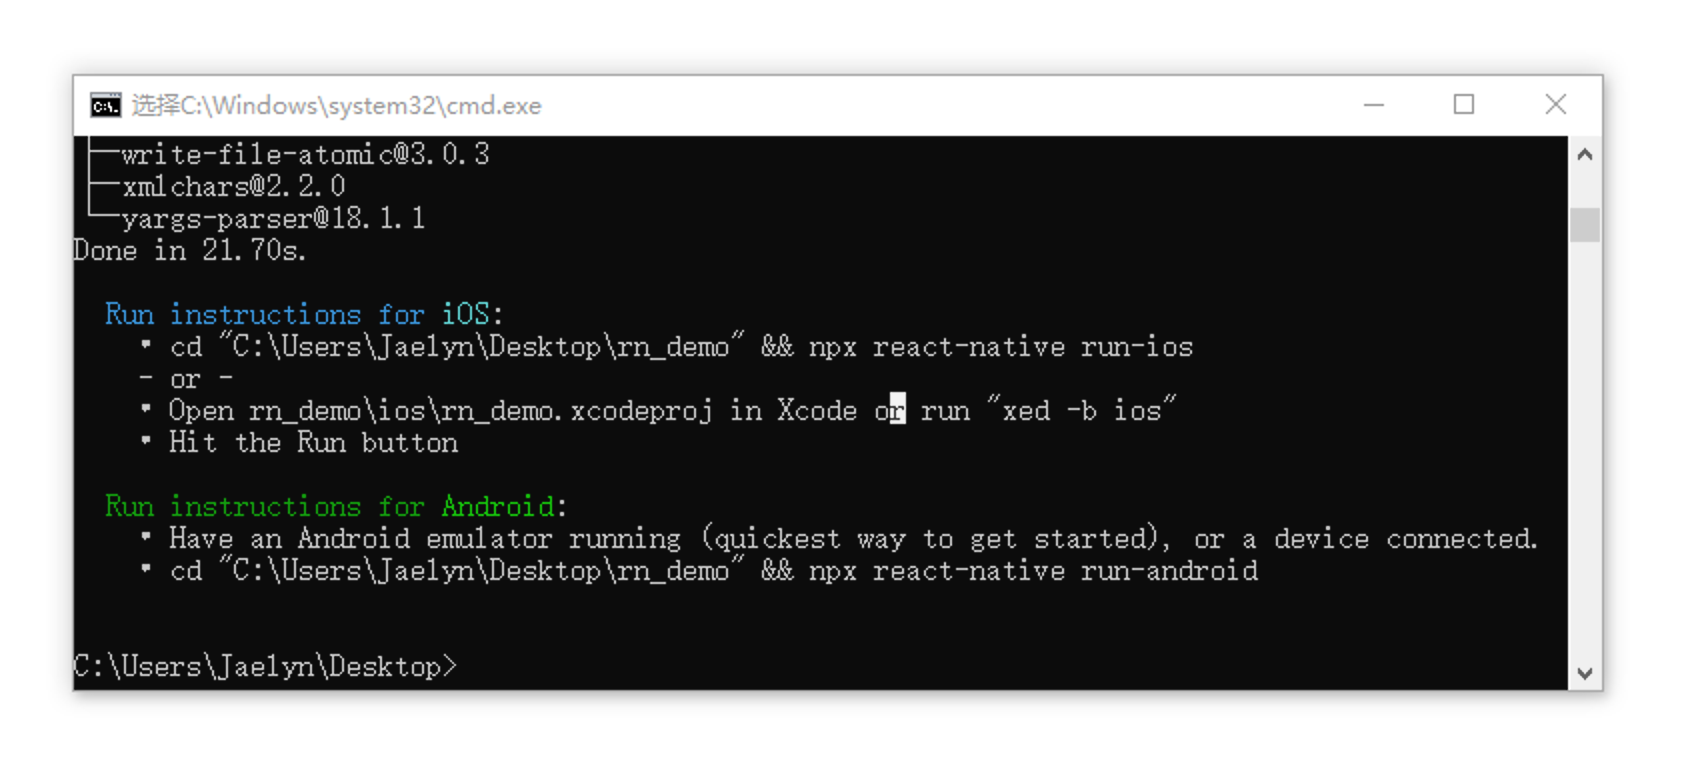 选择C:\Windows\system32\cmd.exe
├─write-file-atomic@3.0.3
├─xmlchars@2.2.0
└─yargs-parser@18.1.1
Done in 21.70s.
Run instructions for iOS:
• cd "C:\Users\Jaelyn\Desktop\rn_demo" && npx react-native run-ios
- or -
• Open rn_demo\ios\rn_demo.xcodeproj in Xcode or run "xed -b ios"
• Hit the Run button
Run instructions for Android:
• Have an Android emulator running (quickest way to get started), or a device connected.
• cd "C:\Users\Jaelyn\Desktop\rn_demo" && npx react-native run-android
C:\Users\Jaelyn\Desktop>